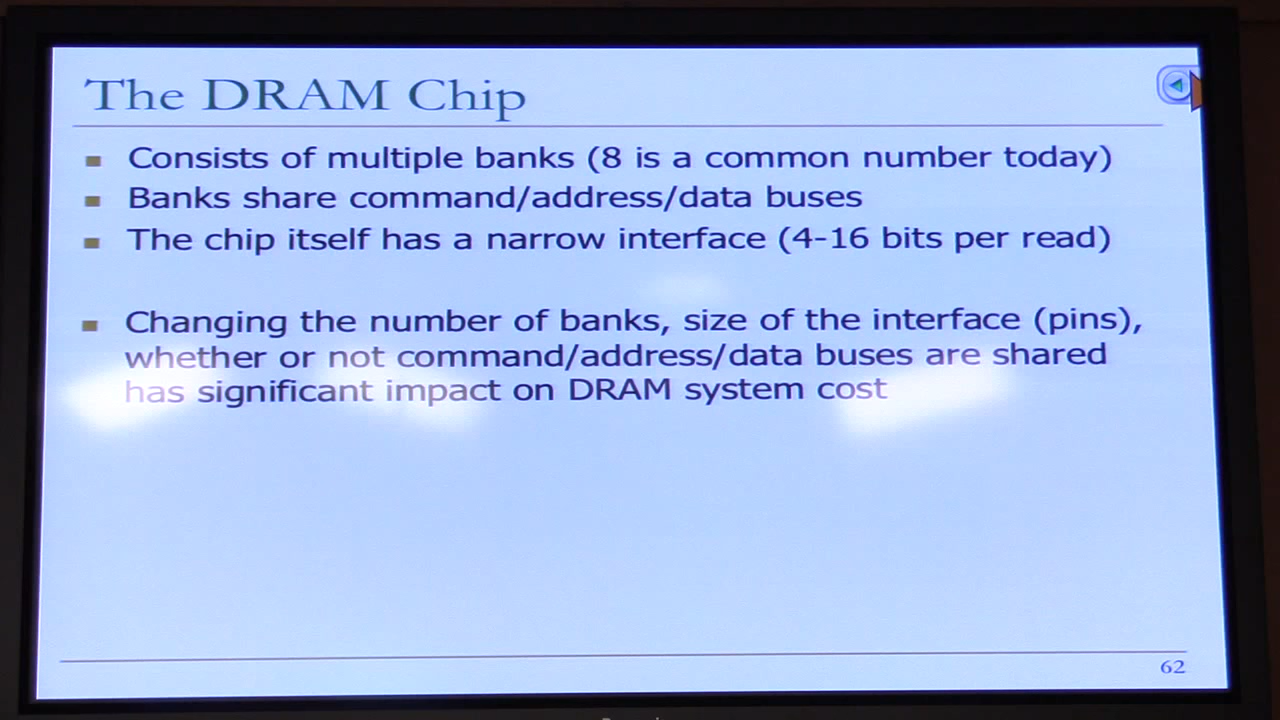 The DRAM Chip
Consists of multiple banks (8 is a common number today)
Banks share command/address/data buses
The chip itself has a narrow interface (4-16 bits per read)
Changing the number of banks, size of the interface (pins),
whether or not command/address/data buses are shared
has significant impact on DRAM system cost
62